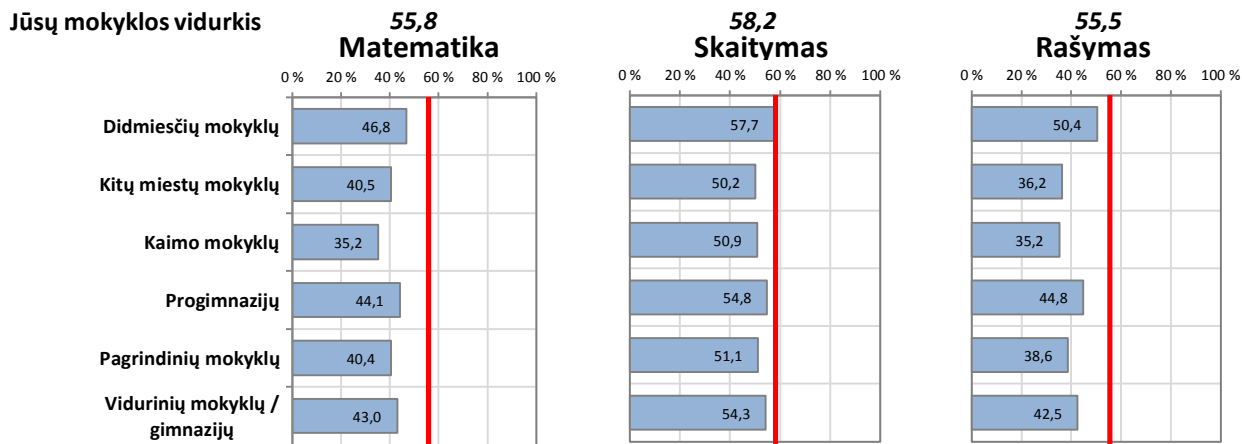 Jūsų mokyklos vidurkis 55,8 58,2 55,5
Matematika Skaitymas Rašymas
0 % 20 % 40 % 60 % 80 % 100 % 0 % 20 % 40 % 60 % 80 % 100 % 0 % 20 % 40 % 60 % 80 % 100 %
Didmiesčių mokyklų 46,8 57,7 50,4
Kitų miestų mokyklų 40,5 50,2 36,2
Kaimo mokyklų 35,2 50,9 35,2
Progimnazijų 44,1 54,8 44,8
Pagrindinių mokyklų 40,4 51,1 38,6
Vidurinių mokyklų /
gimnazijų 43,0 54,3 42,5